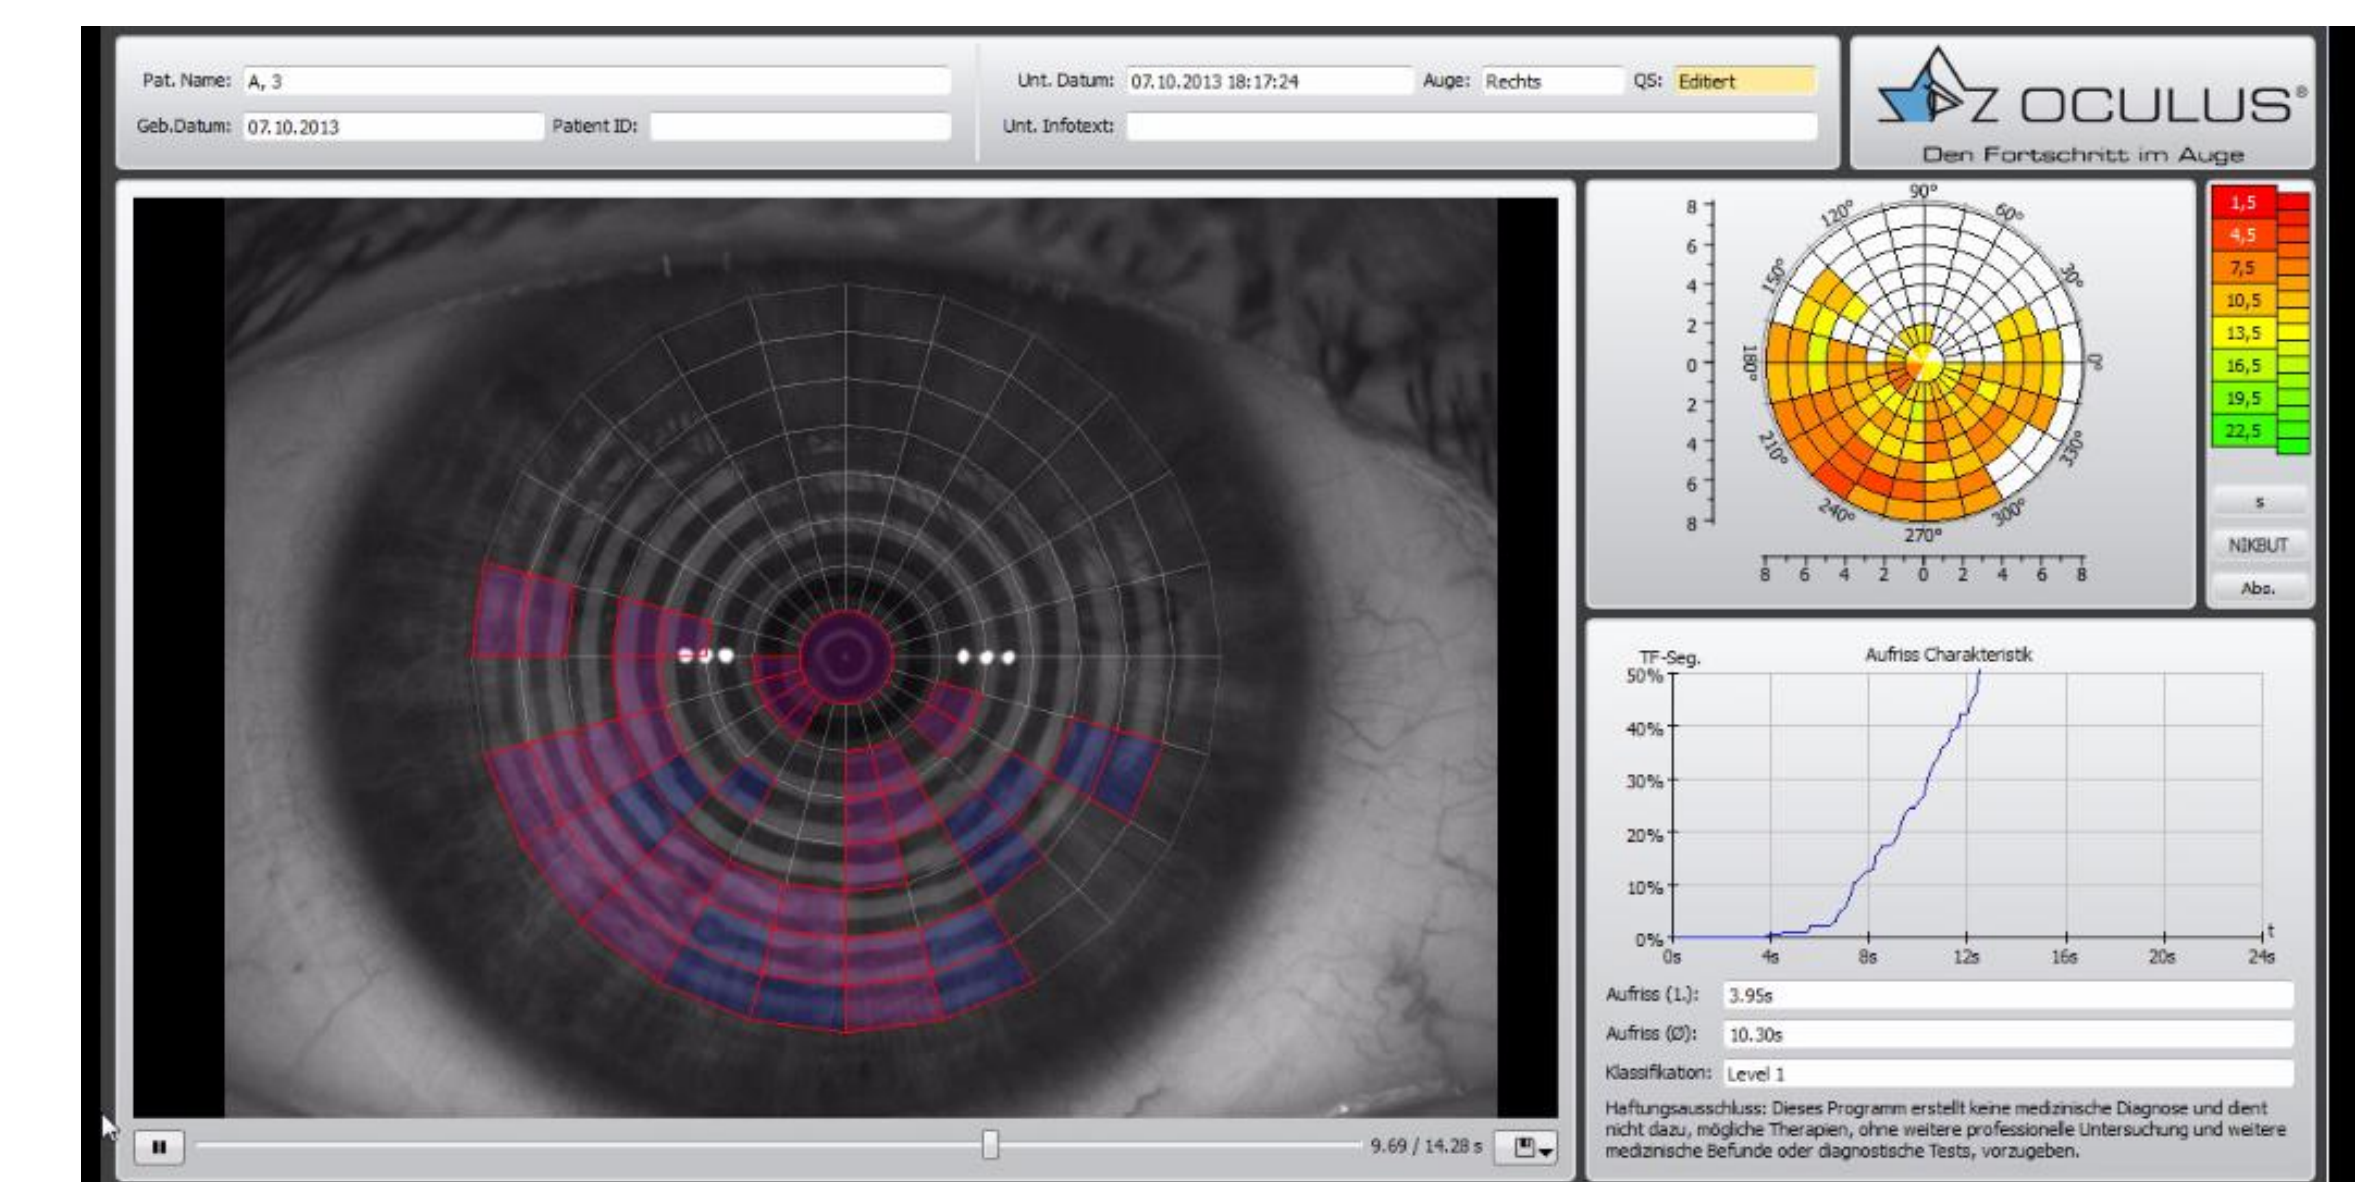 Pat. Name: A, 3
Unt. Datum: 07.10.2013 18:17:24 Auge: Rechts QS: Editiert
Geb.Datum: 07.10.2013 Patient ID:
Unt. Infotext:
OCULUS®
Den Fortschritt im Auge
90°
120° 60°
150° 30°
180° 0°
210° 330°
240° 300°
270°
8
6
4
2
0
2
4
6
8
8 6 4 2 0 2 4 6 8
1,5
4,5
7,5
10,5
13,5
16,5
19,5
22,5
s
NIKBUT
Abs.
TF-Seg. Aufriss Charakteristik
50%
40%
30%
20%
10%
0%
t
0s 4s 8s 12s 16s 20s 24s
Aufriss (1.): 3.95s
Aufriss (Ø): 10.30s
Klassifikation: Level 1
Haftungsausschluss: Dieses Programm erstellt keine medizinische Diagnose und dient
nicht dazu, mögliche Therapien, ohne weitere professionelle Untersuchung und weitere
medizinische Befunde oder diagnostische Tests, vorzugeben.
9.69 / 14.28 s